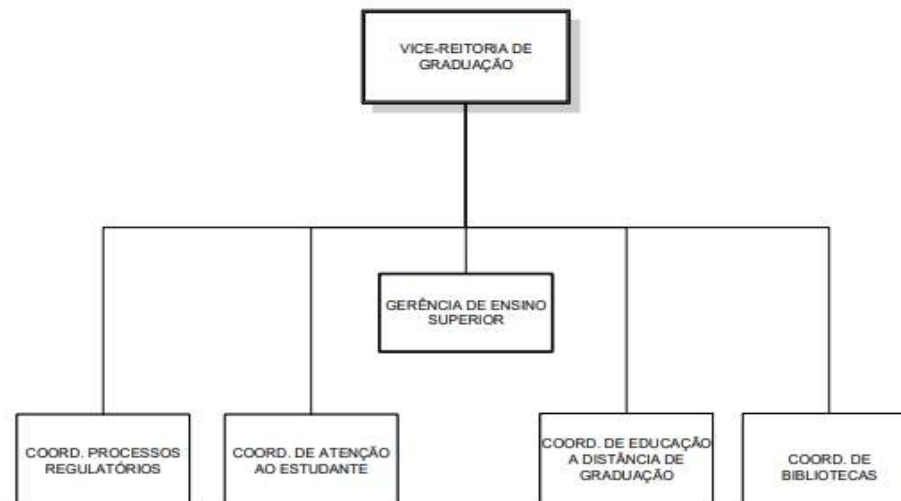 VICE-REITORIA DE
GRADUAÇÃO
GERÊNCIA DE ENSINO
SUPERIOR
COORD. PROCESSOS
REGULATÓRIOS
COORD. DE ATENÇÃO
AO ESTUDANTE
COORD. DE EDUCAÇÃO
A DISTÂNCIA DE
GRADUAÇÃO
COORD. DE
BIBLIOTECAS